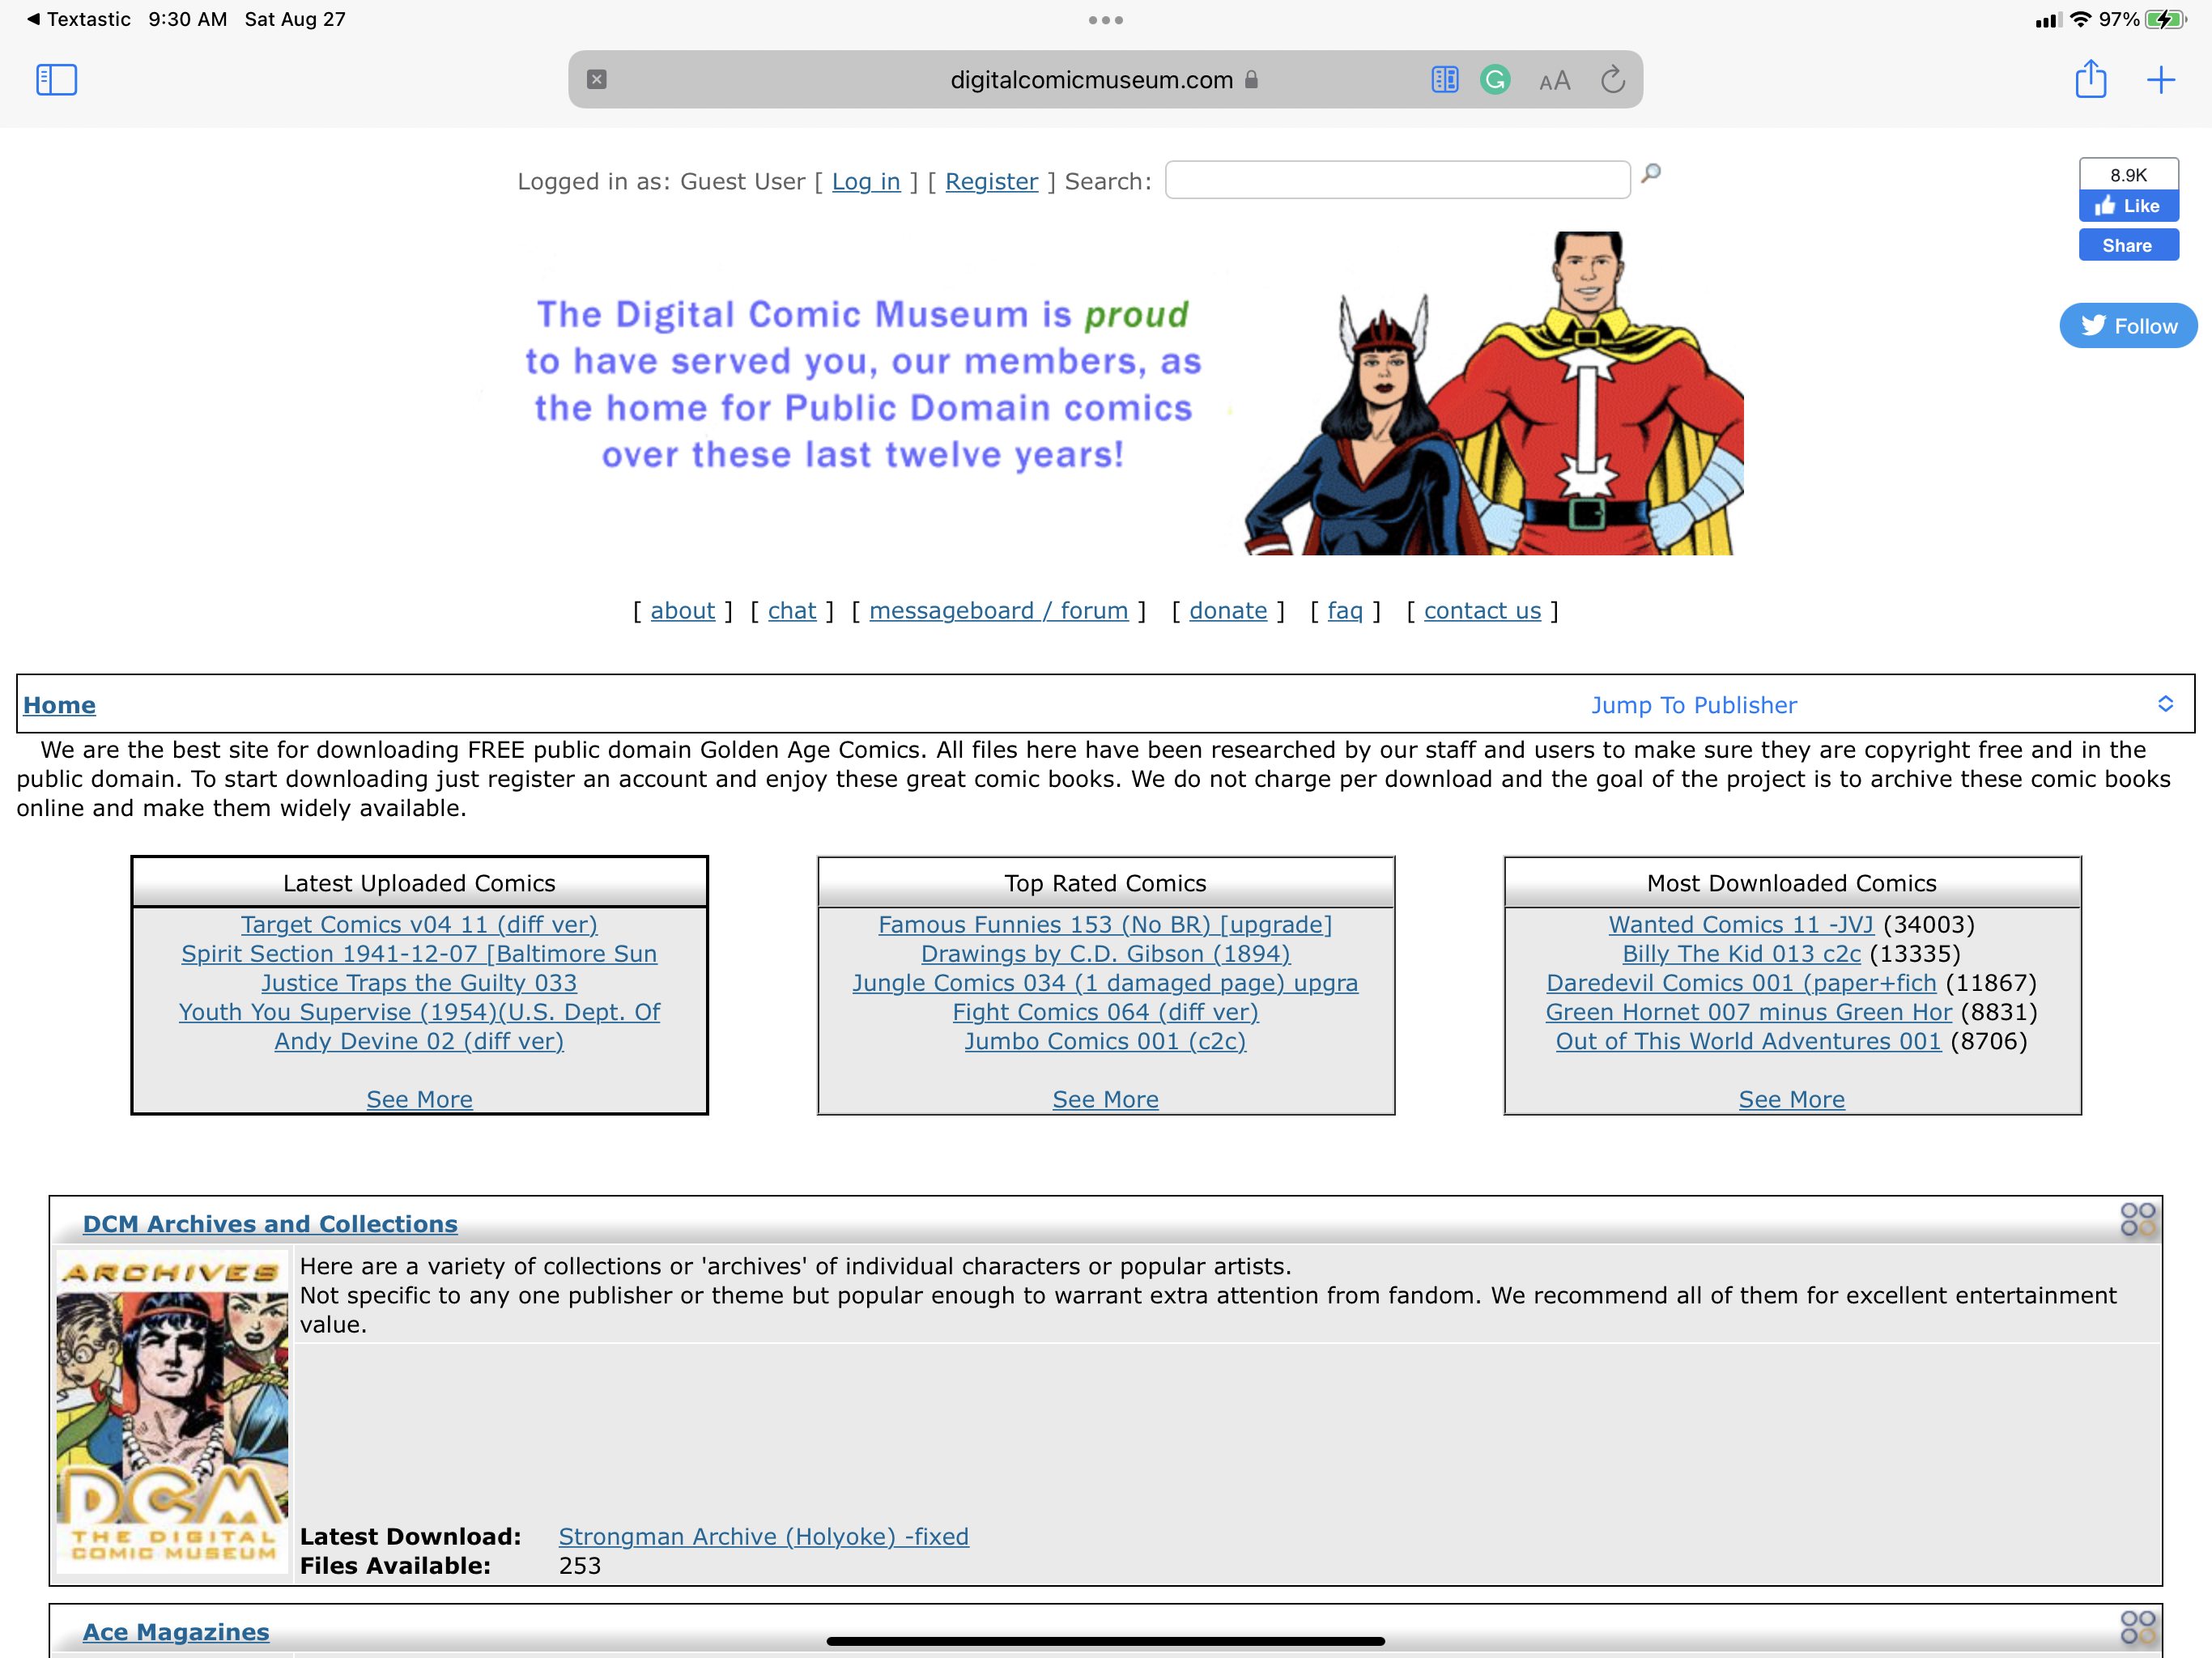 Textastic 9:30 AM Sat Aug 27
97%
digitalcomicmuseum.com
AA
Logged in as: Guest User [ Log in ] [ Register ] Search:
8.9K
Like
Share
Follow
The Digital Comic Museum is proud
to have served you, our members, as
the home for Public Domain comics
over these last twelve years!
[ about ] [ chat ] [ messageboard / forum ] [ donate ] [ faq ] [ contact us ]
Home
Jump To Publisher
We are the best site for downloading FREE public domain Golden Age Comics. All files here have been researched by our staff and users to make sure they are copyright free and in the
public domain. To start downloading just register an account and enjoy these great comic books. We do not charge per download and the goal of the project is to archive these comic books
online and make them widely available.
Latest Uploaded Comics
Target Comics v04 11 (diff ver)
Spirit Section 1941-12-07 [Baltimore Sun
Justice Traps the Guilty 033
Youth You Supervise (1954)(U.S. Dept. Of
Andy Devine 02 (diff ver)
See More
Top Rated Comics
Famous Funnies 153 (No BR) [upgrade]
Drawings by C.D. Gibson (1894)
Jungle Comics 034 (1 damaged page) upgra
Fight Comics 064 (diff ver)
Jumbo Comics 001 (c2c)
See More
Most Downloaded Comics
Wanted Comics 11 -JVJ (34003)
Billy The Kid 013 c2c (13335)
Daredevil Comics 001 (paper+fich (11867)
Green Hornet 007 minus Green Hor (8831)
Out of This World Adventures 001 (8706)
See More
DCM Archives and Collections
ARCHIVES
DCM
THE DIGITAL
COMIC MUSEUM
Here are a variety of collections or 'archives' of individual characters or popular artists.
Not specific to any one publisher or theme but popular enough to warrant extra attention from fandom. We recommend all of them for excellent entertainment
value.
Latest Download: Strongman Archive (Holyoke) -fixed
Files Available: 253
Ace Magazines